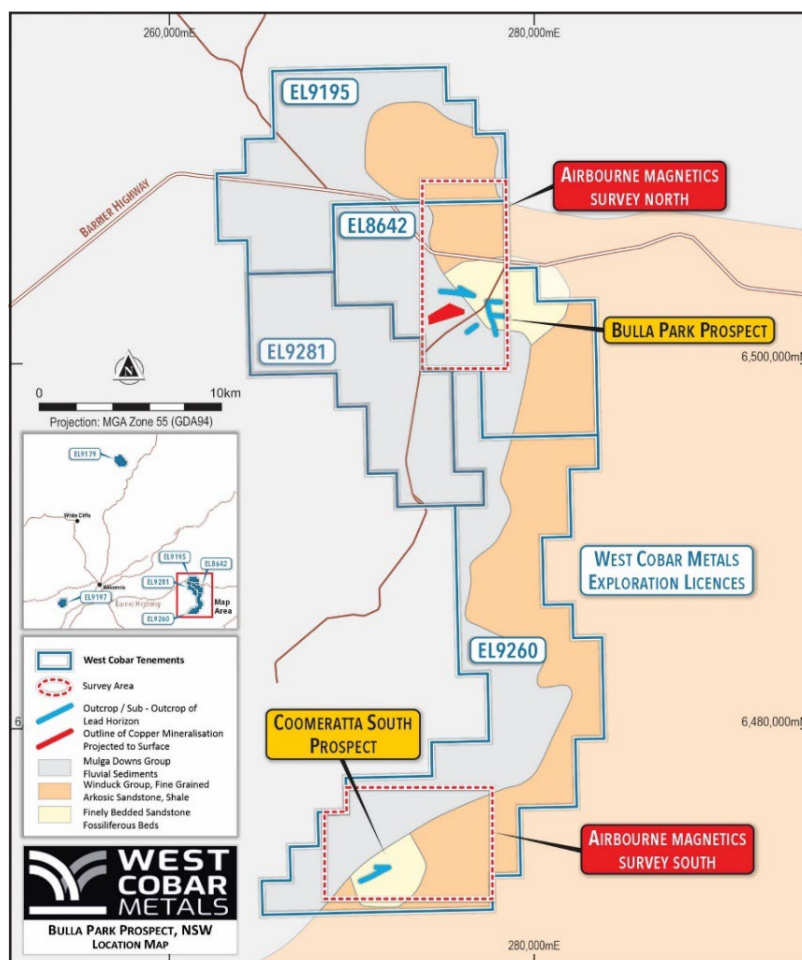 260,000mE
280,000mE
EL9195
AIRBOURNE MAGNETICS
SURVEY NORTH
BARRIER HIGHWAY
EL8642
BULLA PARK PROSPECT
EL9281
6,500,000mN
N
0 10km
Projection: MGA Zone 55 (GDA94)
EL9179
White Cliffs
EL9195
EL8642
EL9281
Wilcannia
EL9197
Barrier Highway
Map
Area
EL9260
WEST COBAR METALS
EXPLORATION LICENCES
EL9260
West Cobar Tenements
Survey Area
Outcrop / Sub - Outcrop of
Lead Horizon
Outline of Copper Mineralisation
Projected to Surface
Mulga Downs Group
Fluvial Sediments
Winduck Group, Fine Grained
Arkosic Sandstone, Shale
Finely Bedded Sandstone
Fossiliferous Beds
COOMERATTA SOUTH
PROSPECT
6,
6,480,000mN
AIRBOURNE MAGNETICS
SURVEY SOUTH
WEST
COBAR
METALS
BULLA PARK PROSPECT, NSW
LOCATION MAP
280,000mE